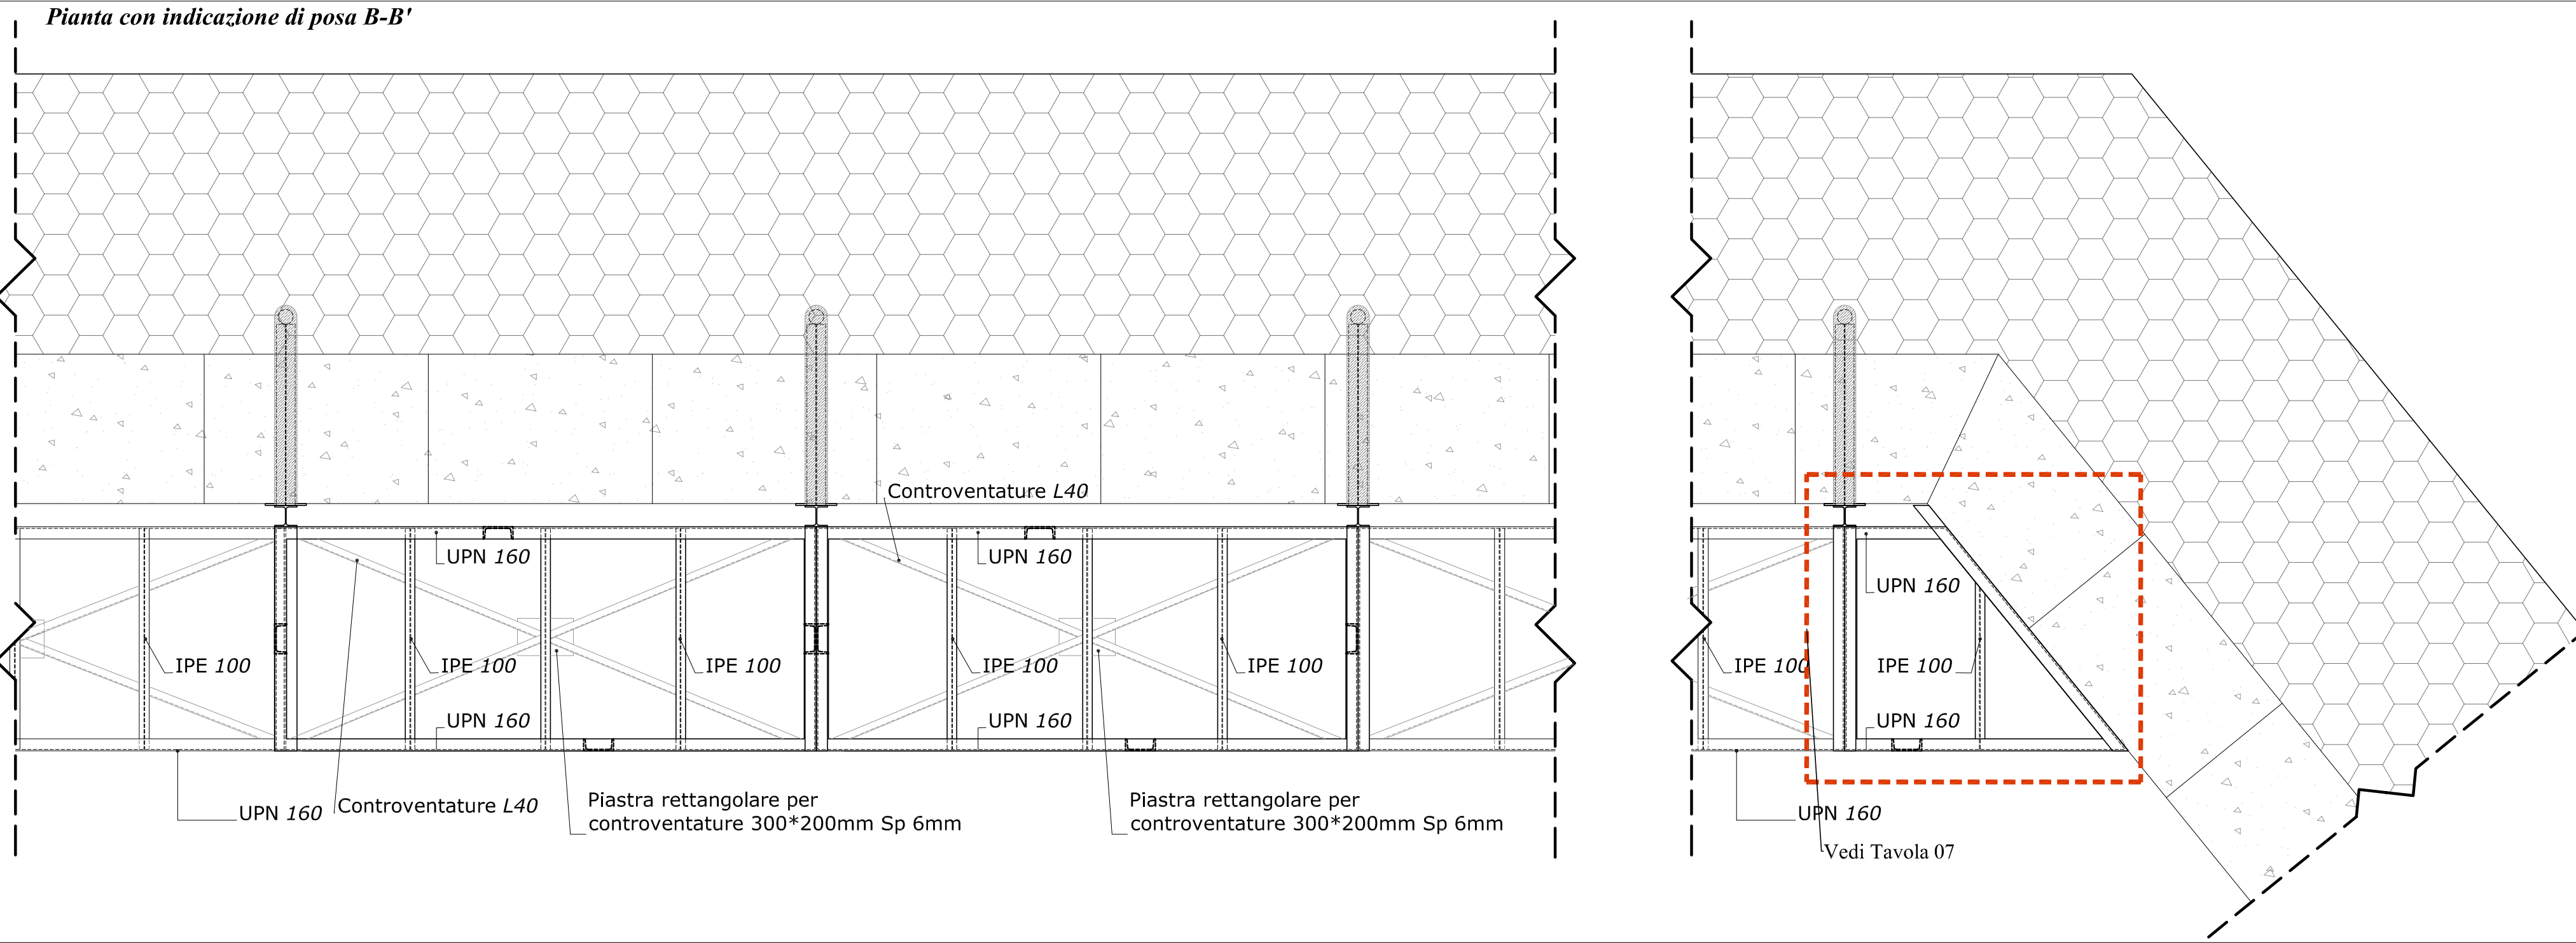 Pianta con indicazione di posa B-B'
Controventature L40
UPN 160
UPN 160
UPN 160
IPE 100
IPE 100
IPE 100
IPE 100
IPE 100
IPE 100
IPE 100
UPN 160
UPN 160
UPN 160
UPN 160
Controventature L40
Piastra rettangolare per
controventature 300*200mm Sp 6mm
Piastra rettangolare per
controventature 300*200mm Sp 6mm
UPN 160
Vedi Tavola 07